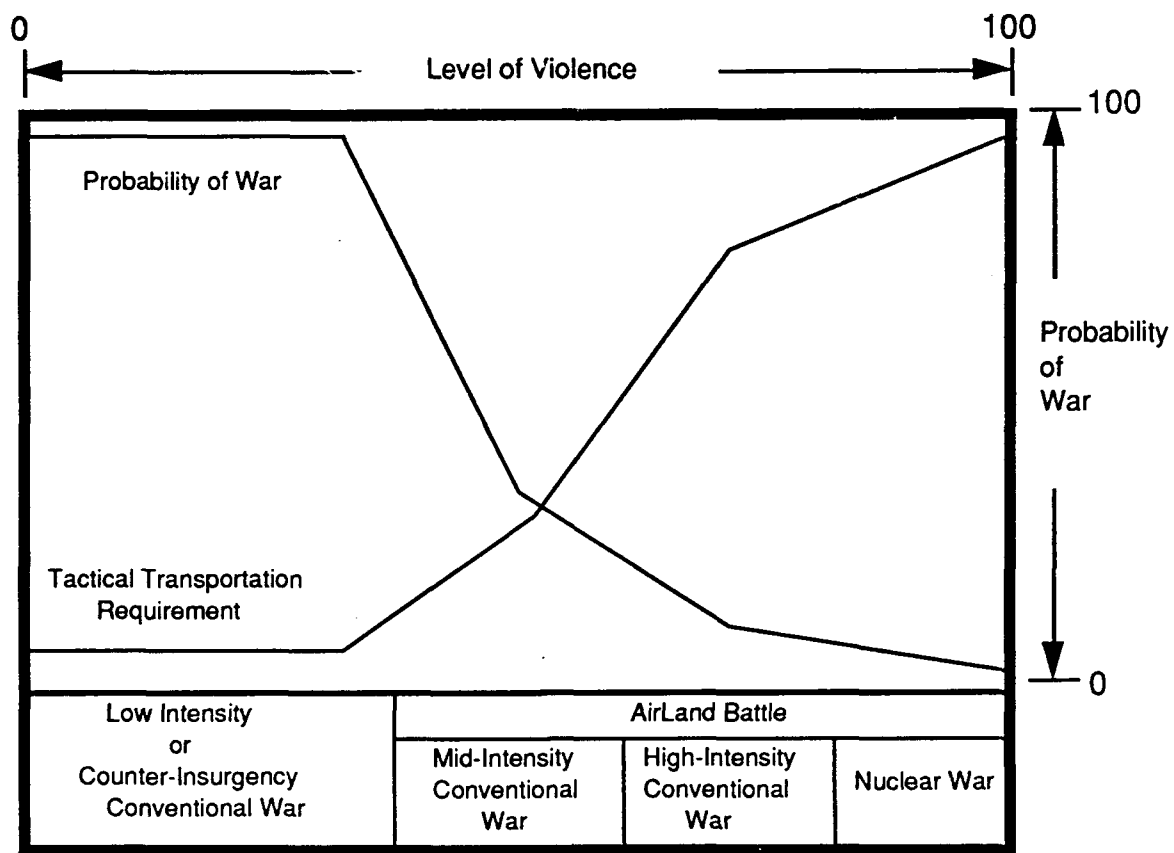 0
100
Level of Violence
100
Probability of War
Probability
of
War
Tactical Transportation
Requirement
0
Low Intensity
or
Counter-Insurgency
Conventional War
AirLand Battle
Mid-Intensity
Conventional
War
High-Intensity
Conventional
War
Nuclear War